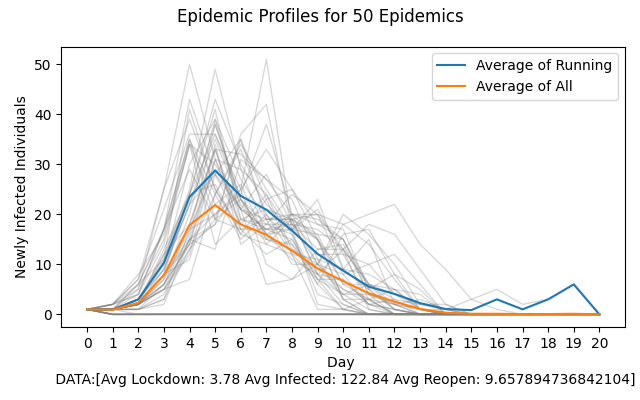 Epidemic Profiles for 50 Epidemics
Average of Running
Average of All
Newly Infected Individuals
50
40
30
20
10
0
0 1 2 3 4 5 6 7 8 9 10 11 12 13 14 15 16 17 18 19 20
Day
DATA:[Avg Lockdown: 3.78 Avg Infected: 122.84 Avg Reopen: 9.657894736842104]